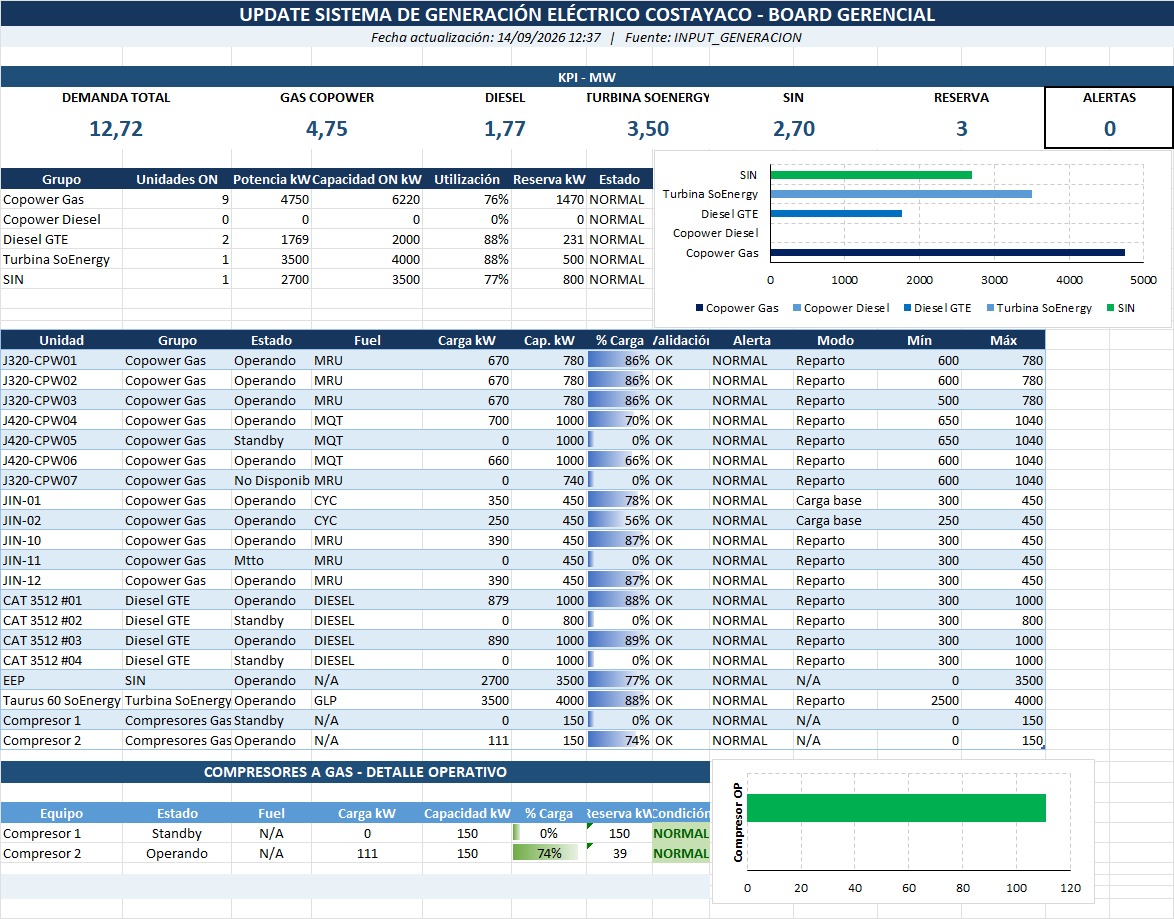 UPDATE SISTEMA DE GENERACIÓN ELÉCTRICO COSTAYACO - BOARD GERENCIAL
Fecha actualización: 14/09/2026 12:37 | Fuente: INPUT_GENERACION
KPI - MW
DEMANDA TOTAL GAS COPOWER DIESEL TURBINA SOENERGY SIN RESERVA ALERTAS
12,72 4,75 1,77 3,50 2,70 3 0
Grupo Unidades ON Potencia kW Capacidad ON kW Utilización Reserva kW Estado
Copower Gas 9 4750 6220 76% 1470 NORMAL
Copower Diesel 0 0 0 0% 0 NORMAL
Diesel GTE 2 1769 2000 88% 231 NORMAL
Turbina SoEnergy 1 3500 4000 88% 500 NORMAL
SIN 1 2700 3500 77% 800 NORMAL
SIN
Turbina SoEnergy
Diesel GTE
Copower Diesel
Copower Gas
0 1000 2000 3000 4000 5000
Copower Gas Copower Diesel Diesel GTE Turbina SoEnergy SIN
Unidad Grupo Estado Fuel Carga kW Cap. kW % Carga Validación Alerta Modo Mín Máx
J320-CPW01 Copower Gas Operando MRU 670 780 86% OK NORMAL Reparto 600 780
J320-CPW02 Copower Gas Operando MRU 670 780 86% OK NORMAL Reparto 600 780
J320-CPW03 Copower Gas Operando MRU 670 780 86% OK NORMAL Reparto 500 780
J420-CPW04 Copower Gas Operando MQT 700 1000 70% OK NORMAL Reparto 650 1040
J420-CPW05 Copower Gas Standby MQT 0 1000 0% OK NORMAL Reparto 650 1040
J420-CPW06 Copower Gas Operando MQT 660 1000 66% OK NORMAL Reparto 600 1040
J320-CPW07 Copower Gas No Disponib MRU 0 740 0% OK NORMAL Reparto 600 1040
JIN-01 Copower Gas Operando CYC 350 450 78% OK NORMAL Carga base 300 450
JIN-02 Copower Gas Operando CYC 250 450 56% OK NORMAL Carga base 250 450
JIN-10 Copower Gas Operando MRU 390 450 87% OK NORMAL Reparto 300 450
JIN-11 Copower Gas Mtto MRU 0 450 0% OK NORMAL Reparto 300 450
JIN-12 Copower Gas Operando MRU 390 450 87% OK NORMAL Reparto 300 450
CAT 3512 #01 Diesel GTE Operando DIESEL 879 1000 88% OK NORMAL Reparto 300 1000
CAT 3512 #02 Diesel GTE Standby DIESEL 0 800 0% OK NORMAL Reparto 300 800
CAT 3512 #03 Diesel GTE Operando DIESEL 890 1000 89% OK NORMAL Reparto 300 1000
CAT 3512 #04 Diesel GTE Standby DIESEL 0 1000 0% OK NORMAL Reparto 300 1000
EEP SIN Operando N/A 2700 3500 77% OK NORMAL N/A 0 3500
Taurus 60 SoEnergy Turbina SoEnergy Operando GLP 3500 4000 88% OK NORMAL Reparto 2500 4000
Compresor 1 Compresores Gas Standby N/A 0 150 0% OK NORMAL N/A 0 150
Compresor 2 Compresores Gas Operando N/A 111 150 74% OK NORMAL N/A 0 150
COMPRESORES A GAS - DETALLE OPERATIVO
Equipo Estado Fuel Carga kW Capacidad kW % Carga Reserva kW Condición
Compresor 1 Standby N/A 0 150 0% 150 NORMAL
Compresor 2 Operando N/A 111 150 74% 39 NORMAL
Compresor OP
0 20 40 60 80 100 120